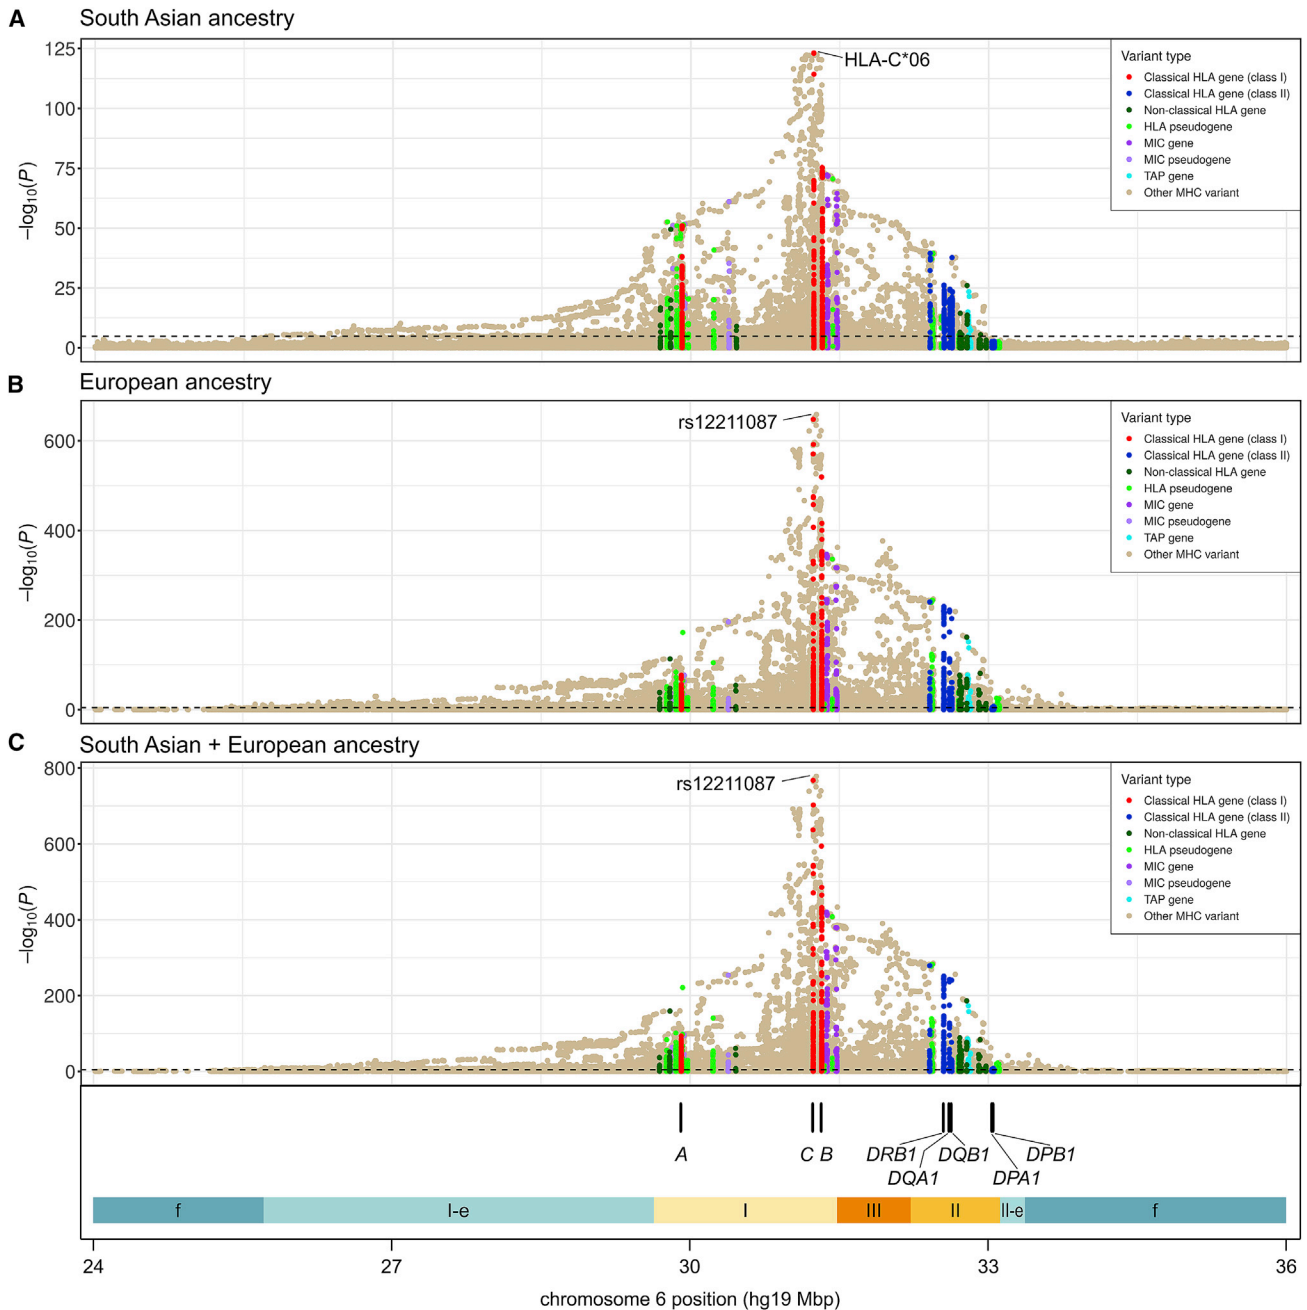 A South Asian ancestry
125
100
75
50
25
0
−log10(P)
HLA-C*06
Variant type
Classical HLA gene (class I)
Classical HLA gene (class II)
Non-classical HLA gene
HLA pseudogene
MIC gene
MIC pseudogene
TAP gene
Other MHC variant
B European ancestry
600
400
200
0
−log10(P)
rs12211087
Variant type
Classical HLA gene (class I)
Classical HLA gene (class II)
Non-classical HLA gene
HLA pseudogene
MIC gene
MIC pseudogene
TAP gene
Other MHC variant
C South Asian + European ancestry
800
600
400
200
0
−log10(P)
rs12211087
Variant type
Classical HLA gene (class I)
Classical HLA gene (class II)
Non-classical HLA gene
HLA pseudogene
MIC gene
MIC pseudogene
TAP gene
Other MHC variant
A C B DRB1 DQB1 DPB1
DQA1 DPA1
f I-e I III II II-e f
24 27 30 33 36
chromosome 6 position (hg19 Mbp)